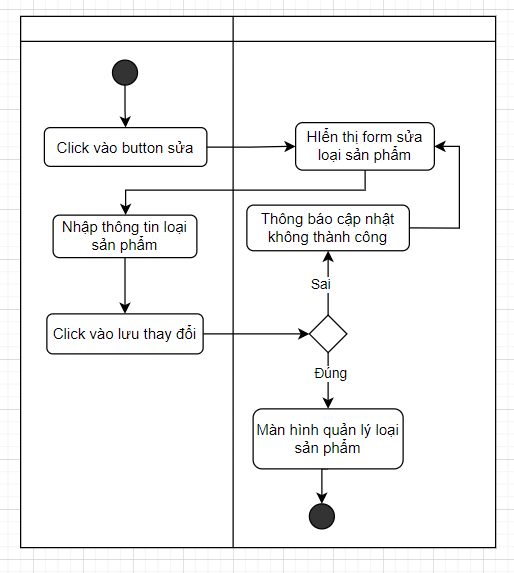 Click vào button sửa
HIển thị form sửa
loại sản phẩm
Nhập thông tin loại
sản phẩm
Thông báo cập nhật
không thành công
Sai
Click vào lưu thay đổi
Đúng
Màn hình quản lý loại
sản phẩm